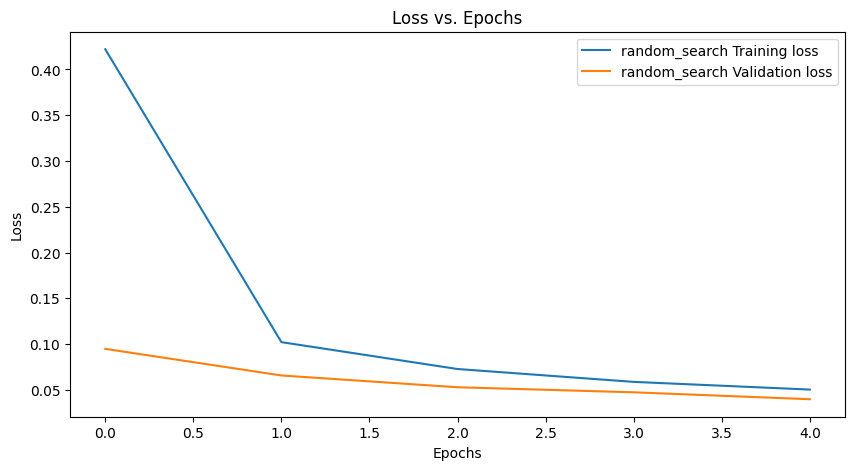 Loss vs. Epochs
random_search Training loss
random_search Validation loss
Loss
0.40
0.35
0.30
0.25
0.20
0.15
0.10
0.05
0.0 0.5 1.0 1.5 2.0 2.5 3.0 3.5 4.0
Epochs